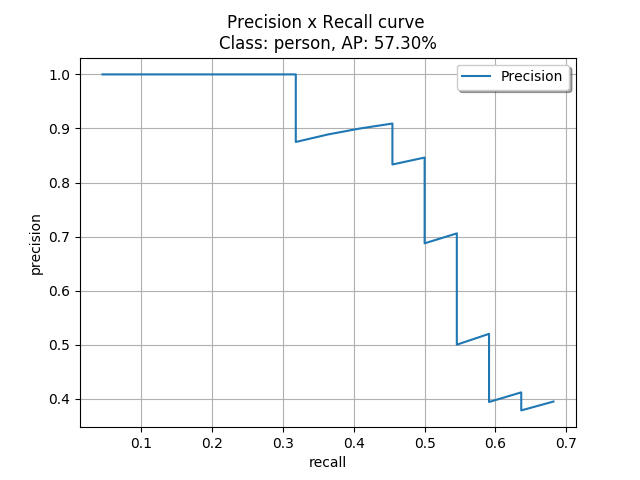 Precision x Recall curve
Class: person, AP: 57.30%
Precision
1.0
0.9
0.8
0.7
0.6
0.5
0.4
precision
0.1 0.2 0.3 0.4 0.5 0.6 0.7
recall